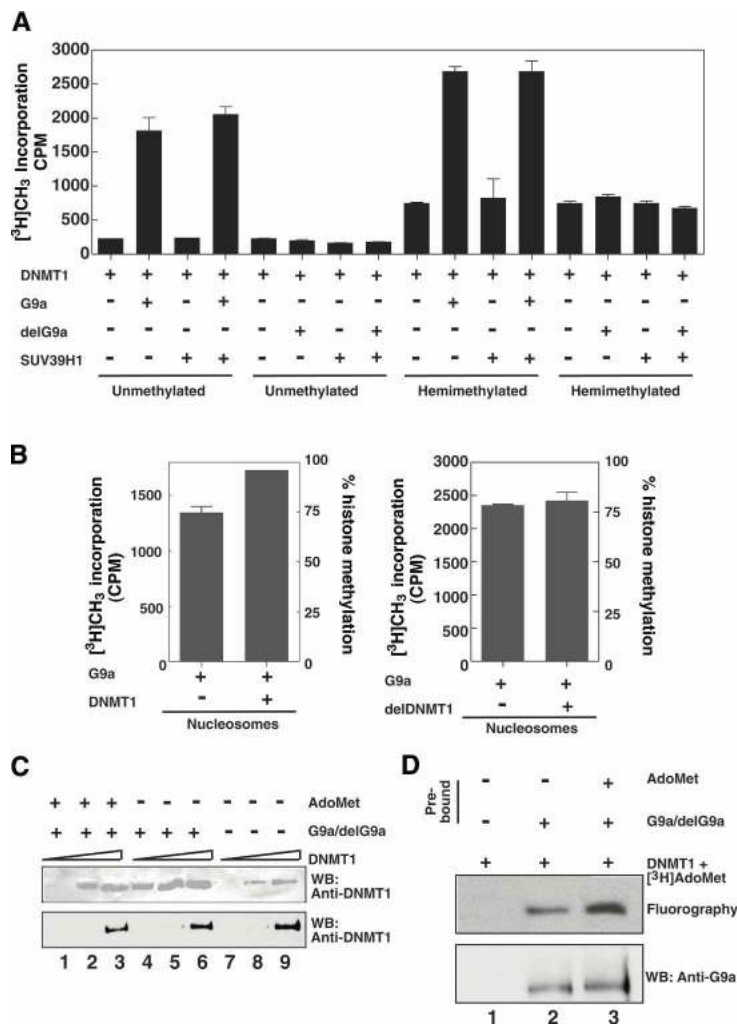 A
[³H]CH3 Incorporation
CPM
3000
2500
2000
1500
1000
500
0
DNMT1 + + + + + + + + + + + + + + + +
G9a - + - + - - - - - + - + - - - -
delG9a - - - - - + - + - - - - - + - +
SUV39H1 - - + + - - + + - - + + - - + +
Unmethylated Unmethylated Hemimethylated Hemimethylated
B
[³H]CH3 incorporation
(CPM)
1500
1000
500
0
100
75
50
25
0
% histone methylation
G9a + +
DNMT1 - +
Nucleosomes
[³H]CH3 incorporation
(CPM)
3000
2500
2000
1500
1000
500
0
100
75
50
25
0
% histone methylation
G9a + +
delDNMT1 - +
Nucleosomes
C
+ + + - - - - - - AdoMet
+ + + + + + - - - G9a/delG9a
DNMT1
WB:
Anti-DNMT1
WB:
Anti-DNMT1
1 2 3 4 5 6 7 8 9
D
Pre-
bound
- - + AdoMet
- + + G9a/delG9a
+ + + DNMT1 +
[³H]AdoMet
Fluorography
WB: Anti-G9a
1 2 3